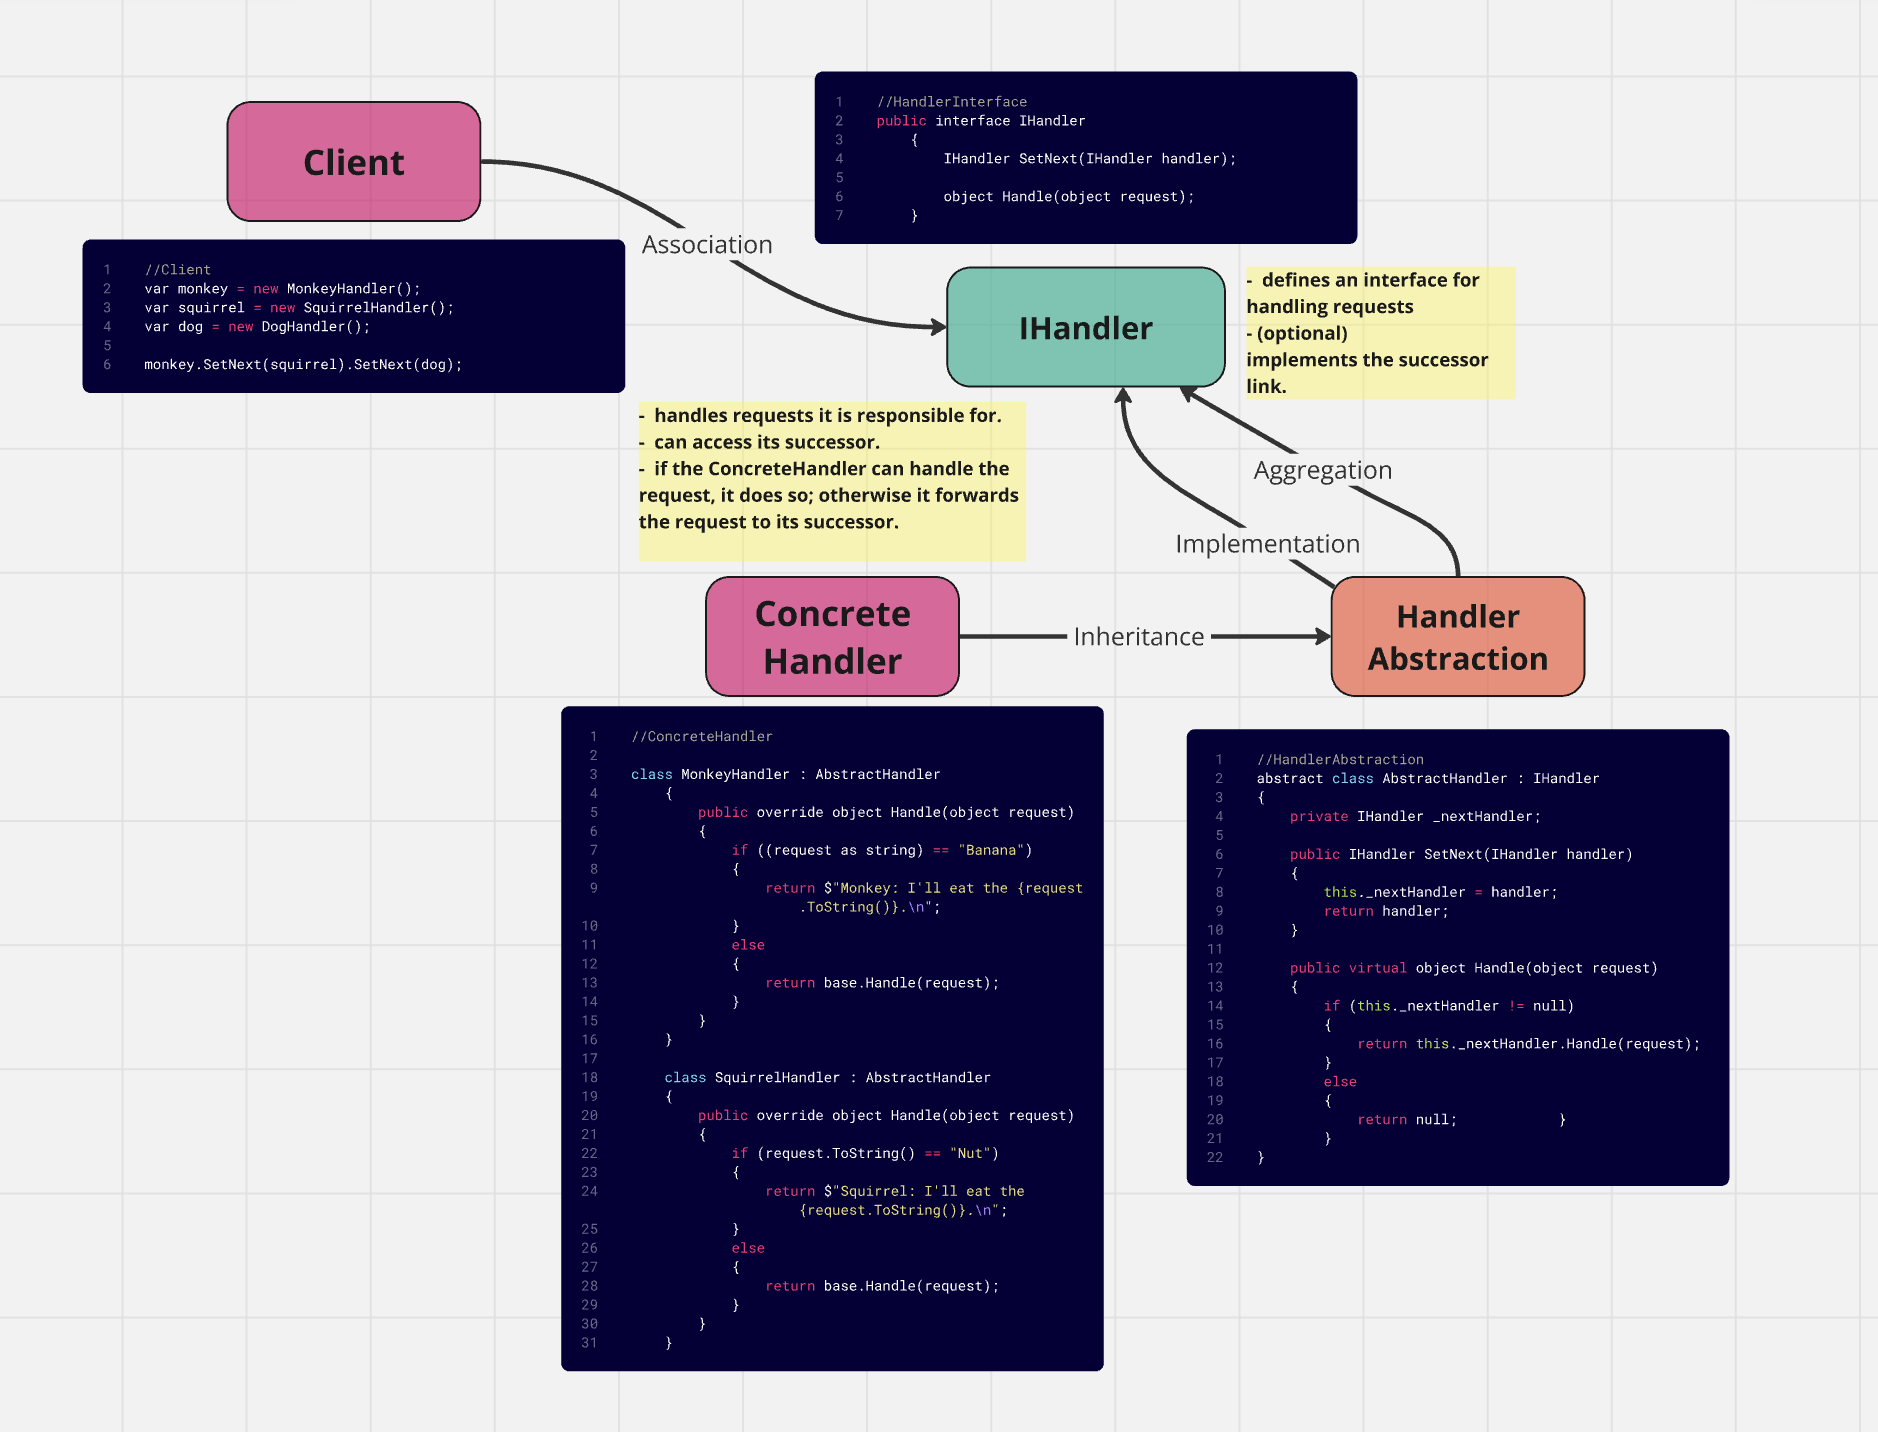 Client
1 //Client
2 var monkey = new MonkeyHandler();
3 var squirrel = new SquirrelHandler();
4 var dog = new DogHandler();
5
6 monkey.SetNext(squirrel).SetNext(dog);
Association
1 //HandlerInterface
2 public interface IHandler
3 {
4 IHandler SetNext(IHandler handler);
5
6 object Handle(object request);
7 }
IHandler
- defines an interface for
handling requests
- (optional)
implements the successor
link.
- handles requests it is responsible for.
- can access its successor.
- if the ConcreteHandler can handle the
request, it does so; otherwise it forwards
the request to its successor.
Aggregation
Implementation
Concrete
Handler
Inheritance
Handler
Abstraction
1 //ConcreteHandler
2
3 class MonkeyHandler : AbstractHandler
4 {
5 public override object Handle(object request)
6 {
7 if ((request as string) == "Banana")
8 {
9 return $"Monkey: I'll eat the {request
.ToString()}.\n";
10 }
11 else
12 {
13 return base.Handle(request);
14 }
15 }
16 }
17
18 class SquirrelHandler : AbstractHandler
19 {
20 public override object Handle(object request)
21 {
22 if (request.ToString() == "Nut")
23 {
24 return $"Squirrel: I'll eat the
{request.ToString()}.\n";
25 }
26 else
27 {
28 return base.Handle(request);
29 }
30 }
31 }
1 //HandlerAbstraction
2 abstract class AbstractHandler : IHandler
3 {
4 private IHandler _nextHandler;
5
6 public IHandler SetNext(IHandler handler)
7 {
8 this._nextHandler = handler;
9 return handler;
10 }
11
12 public virtual object Handle(object request)
13 {
14 if (this._nextHandler != null)
15 {
16 return this._nextHandler.Handle(request);
17 }
18 else
19 {
20 return null; }
21 }
22 }